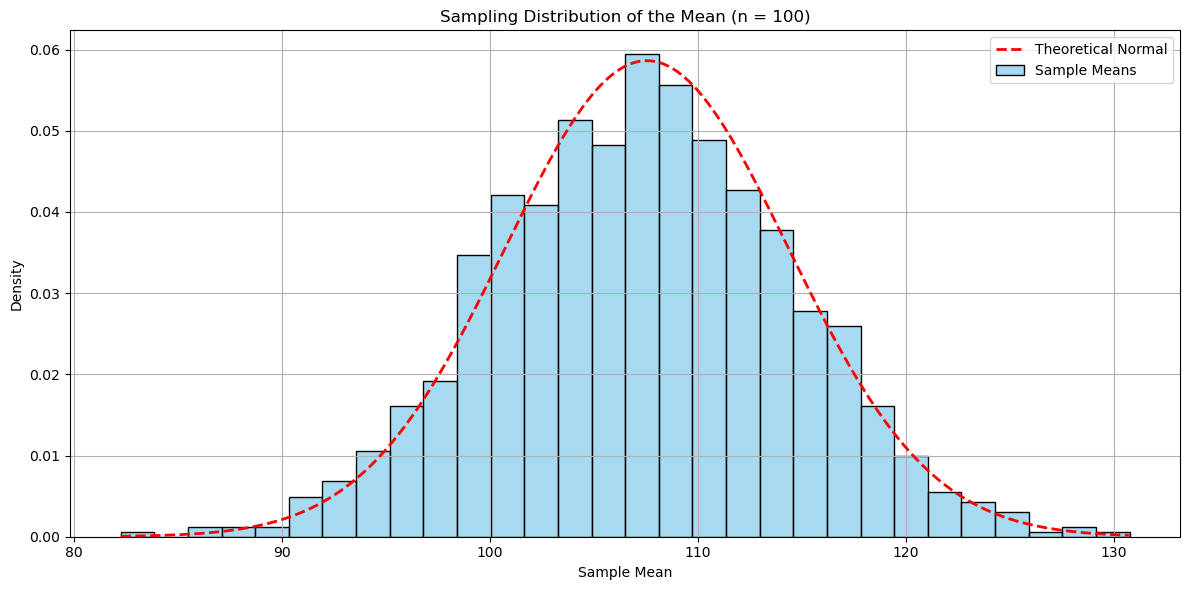 Sampling Distribution of the Mean (n = 100)
Theoretical Normal
Sample Means
0.06
0.05
0.04
0.03
0.02
0.01
0.00
Density
80
90
100
110
120
130
Sample Mean